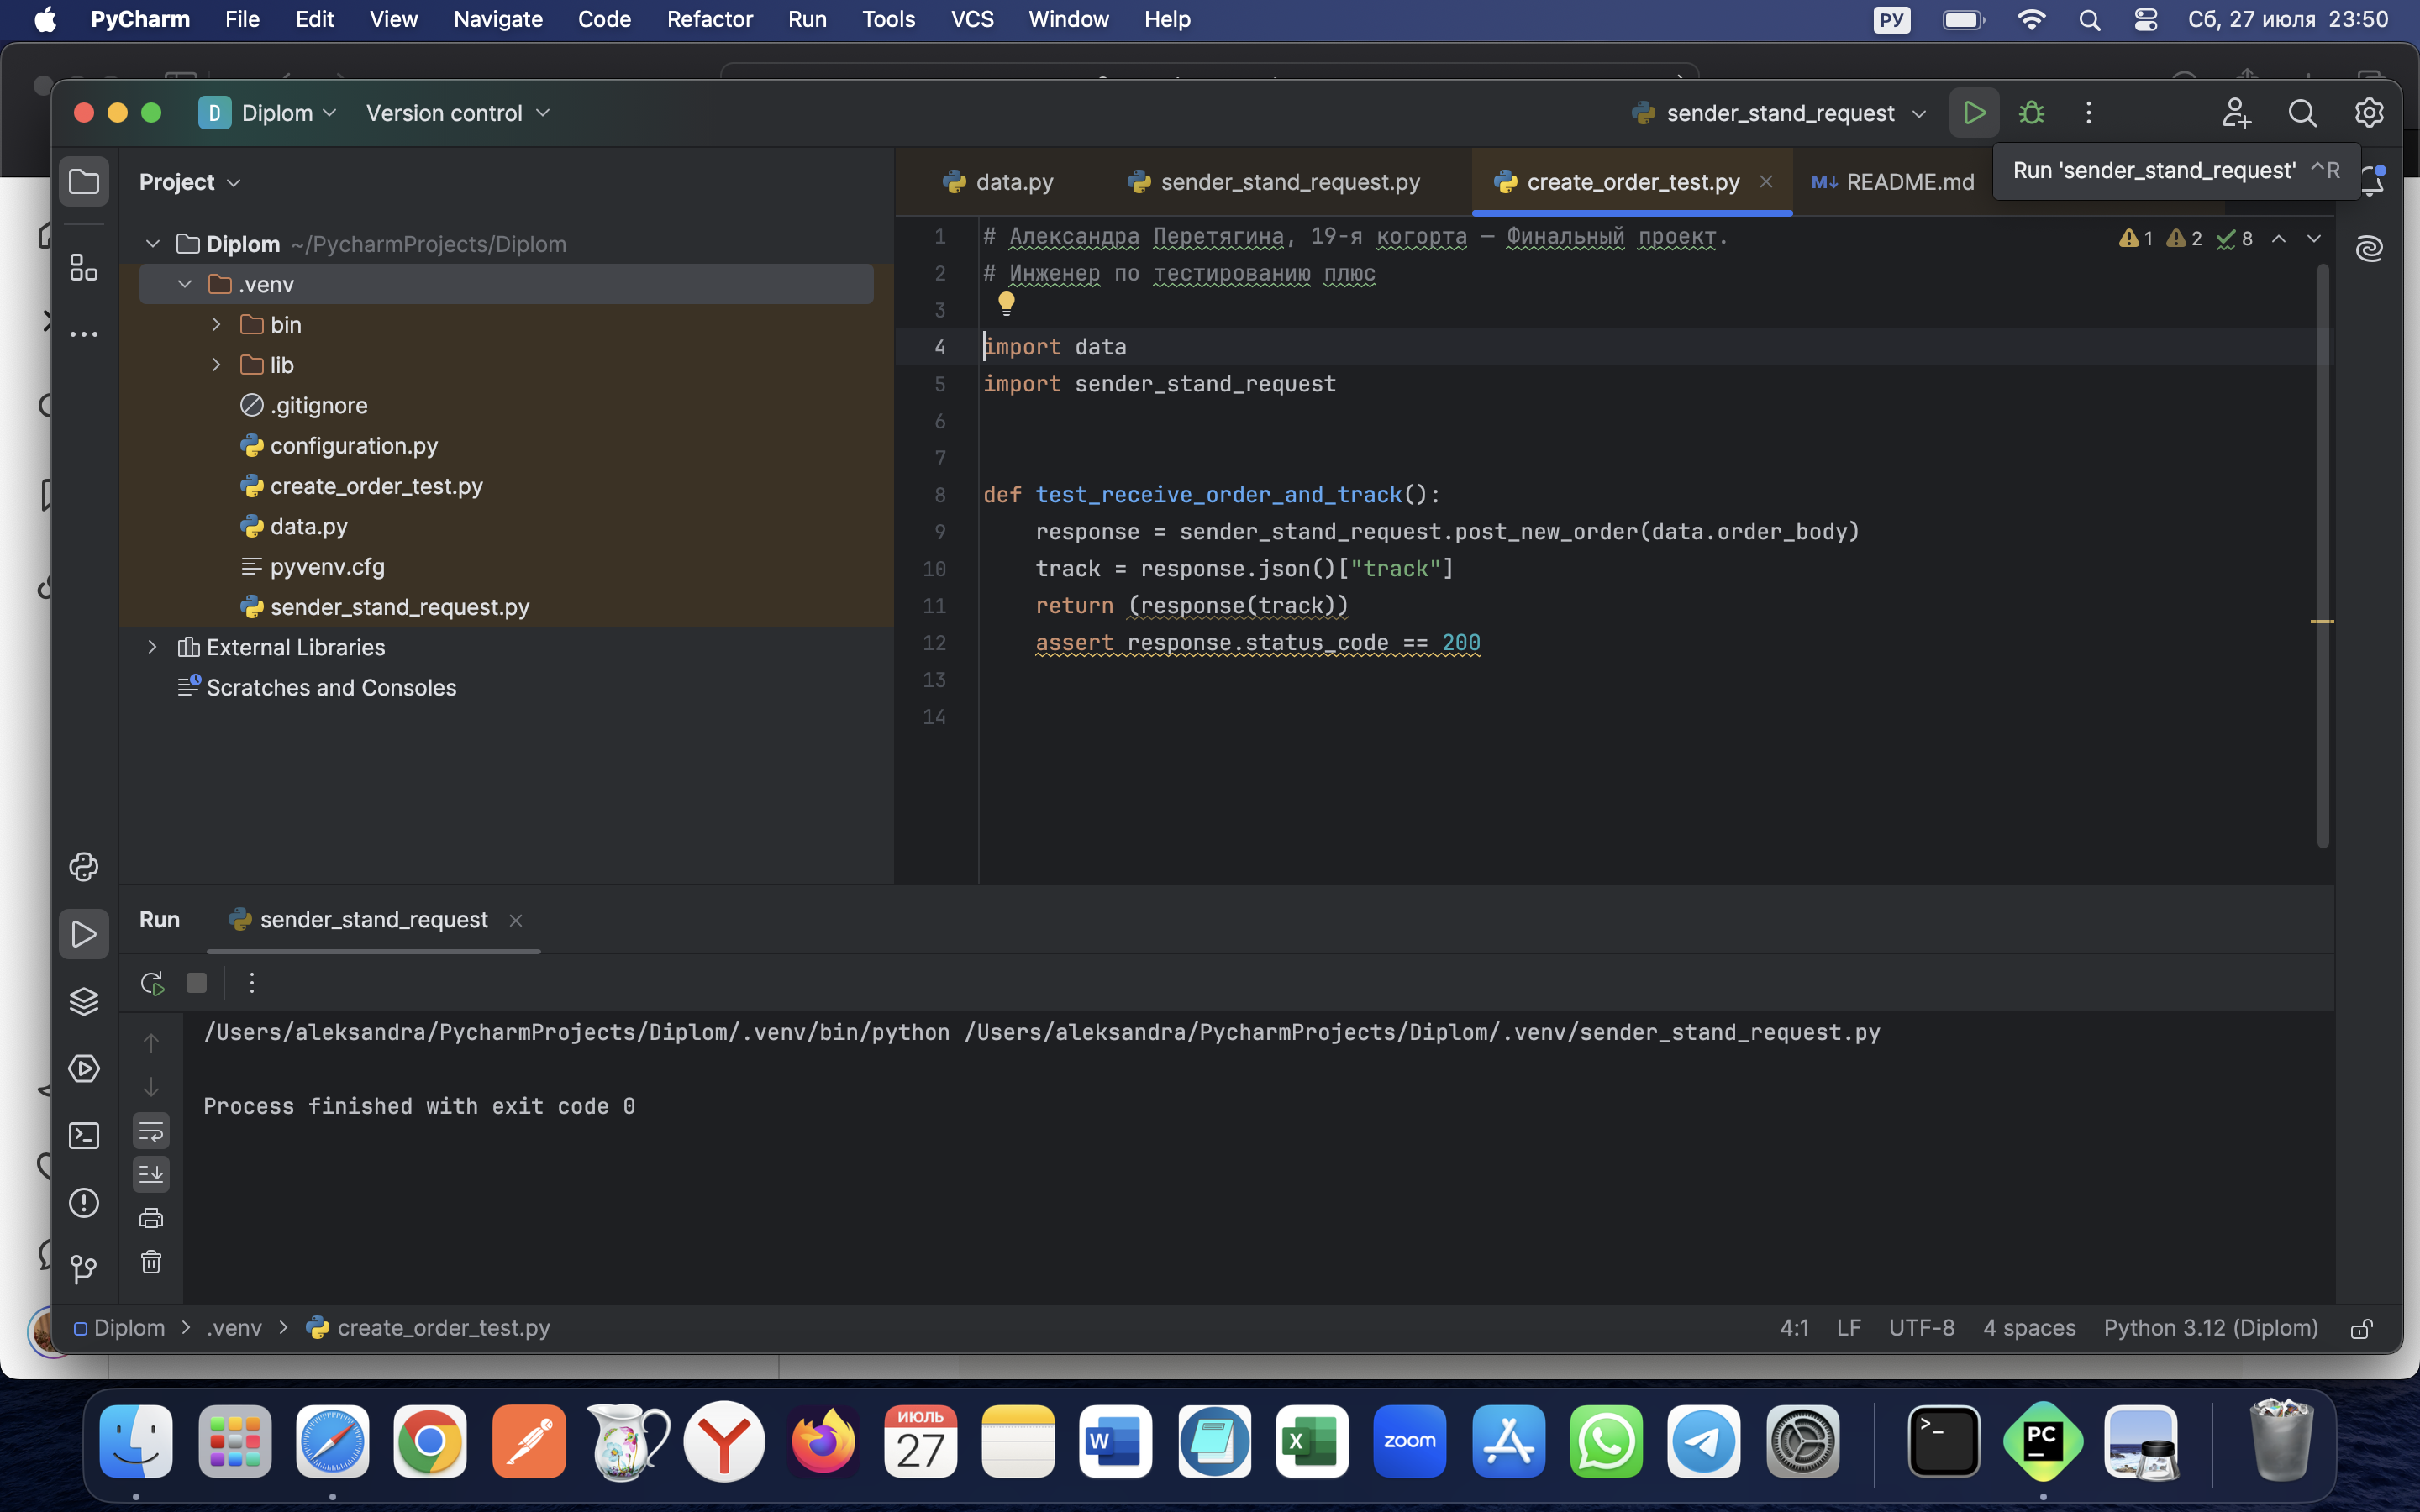 PyCharm File Edit View Navigate Code Refactor Run Tools VCS Window Help РУ Сб, 27 июля 23:50
D Diplom Version control sender_stand_request
Run 'sender_stand_request' ^R
Project
data.py sender_stand_request.py create_order_test.py M↓ README.md
Diplom ~/PycharmProjects/Diplom
.venv
bin
lib
.gitignore
configuration.py
create_order_test.py
data.py
pyvenv.cfg
sender_stand_request.py
External Libraries
Scratches and Consoles
1 # Александра Перетягина, 19-я когорта — Финальный проект.
1 2 8
2 # Инженер по тестированию плюс
3
4 import data
5 import sender_stand_request
6
7
8 def test_receive_order_and_track():
9 response = sender_stand_request.post_new_order(data.order_body)
10 track = response.json()["track"]
11 return (response(track))
12 assert response.status_code == 200
13
14
Run sender_stand_request
/Users/aleksandra/PycharmProjects/Diplom/.venv/bin/python /Users/aleksandra/PycharmProjects/Diplom/.venv/sender_stand_request.py
Process finished with exit code 0
Diplom > .venv > create_order_test.py 4:1 LF UTF-8 4 spaces Python 3.12 (Diplom)
ИЮЛЬ
27
W
X
zoom
PC